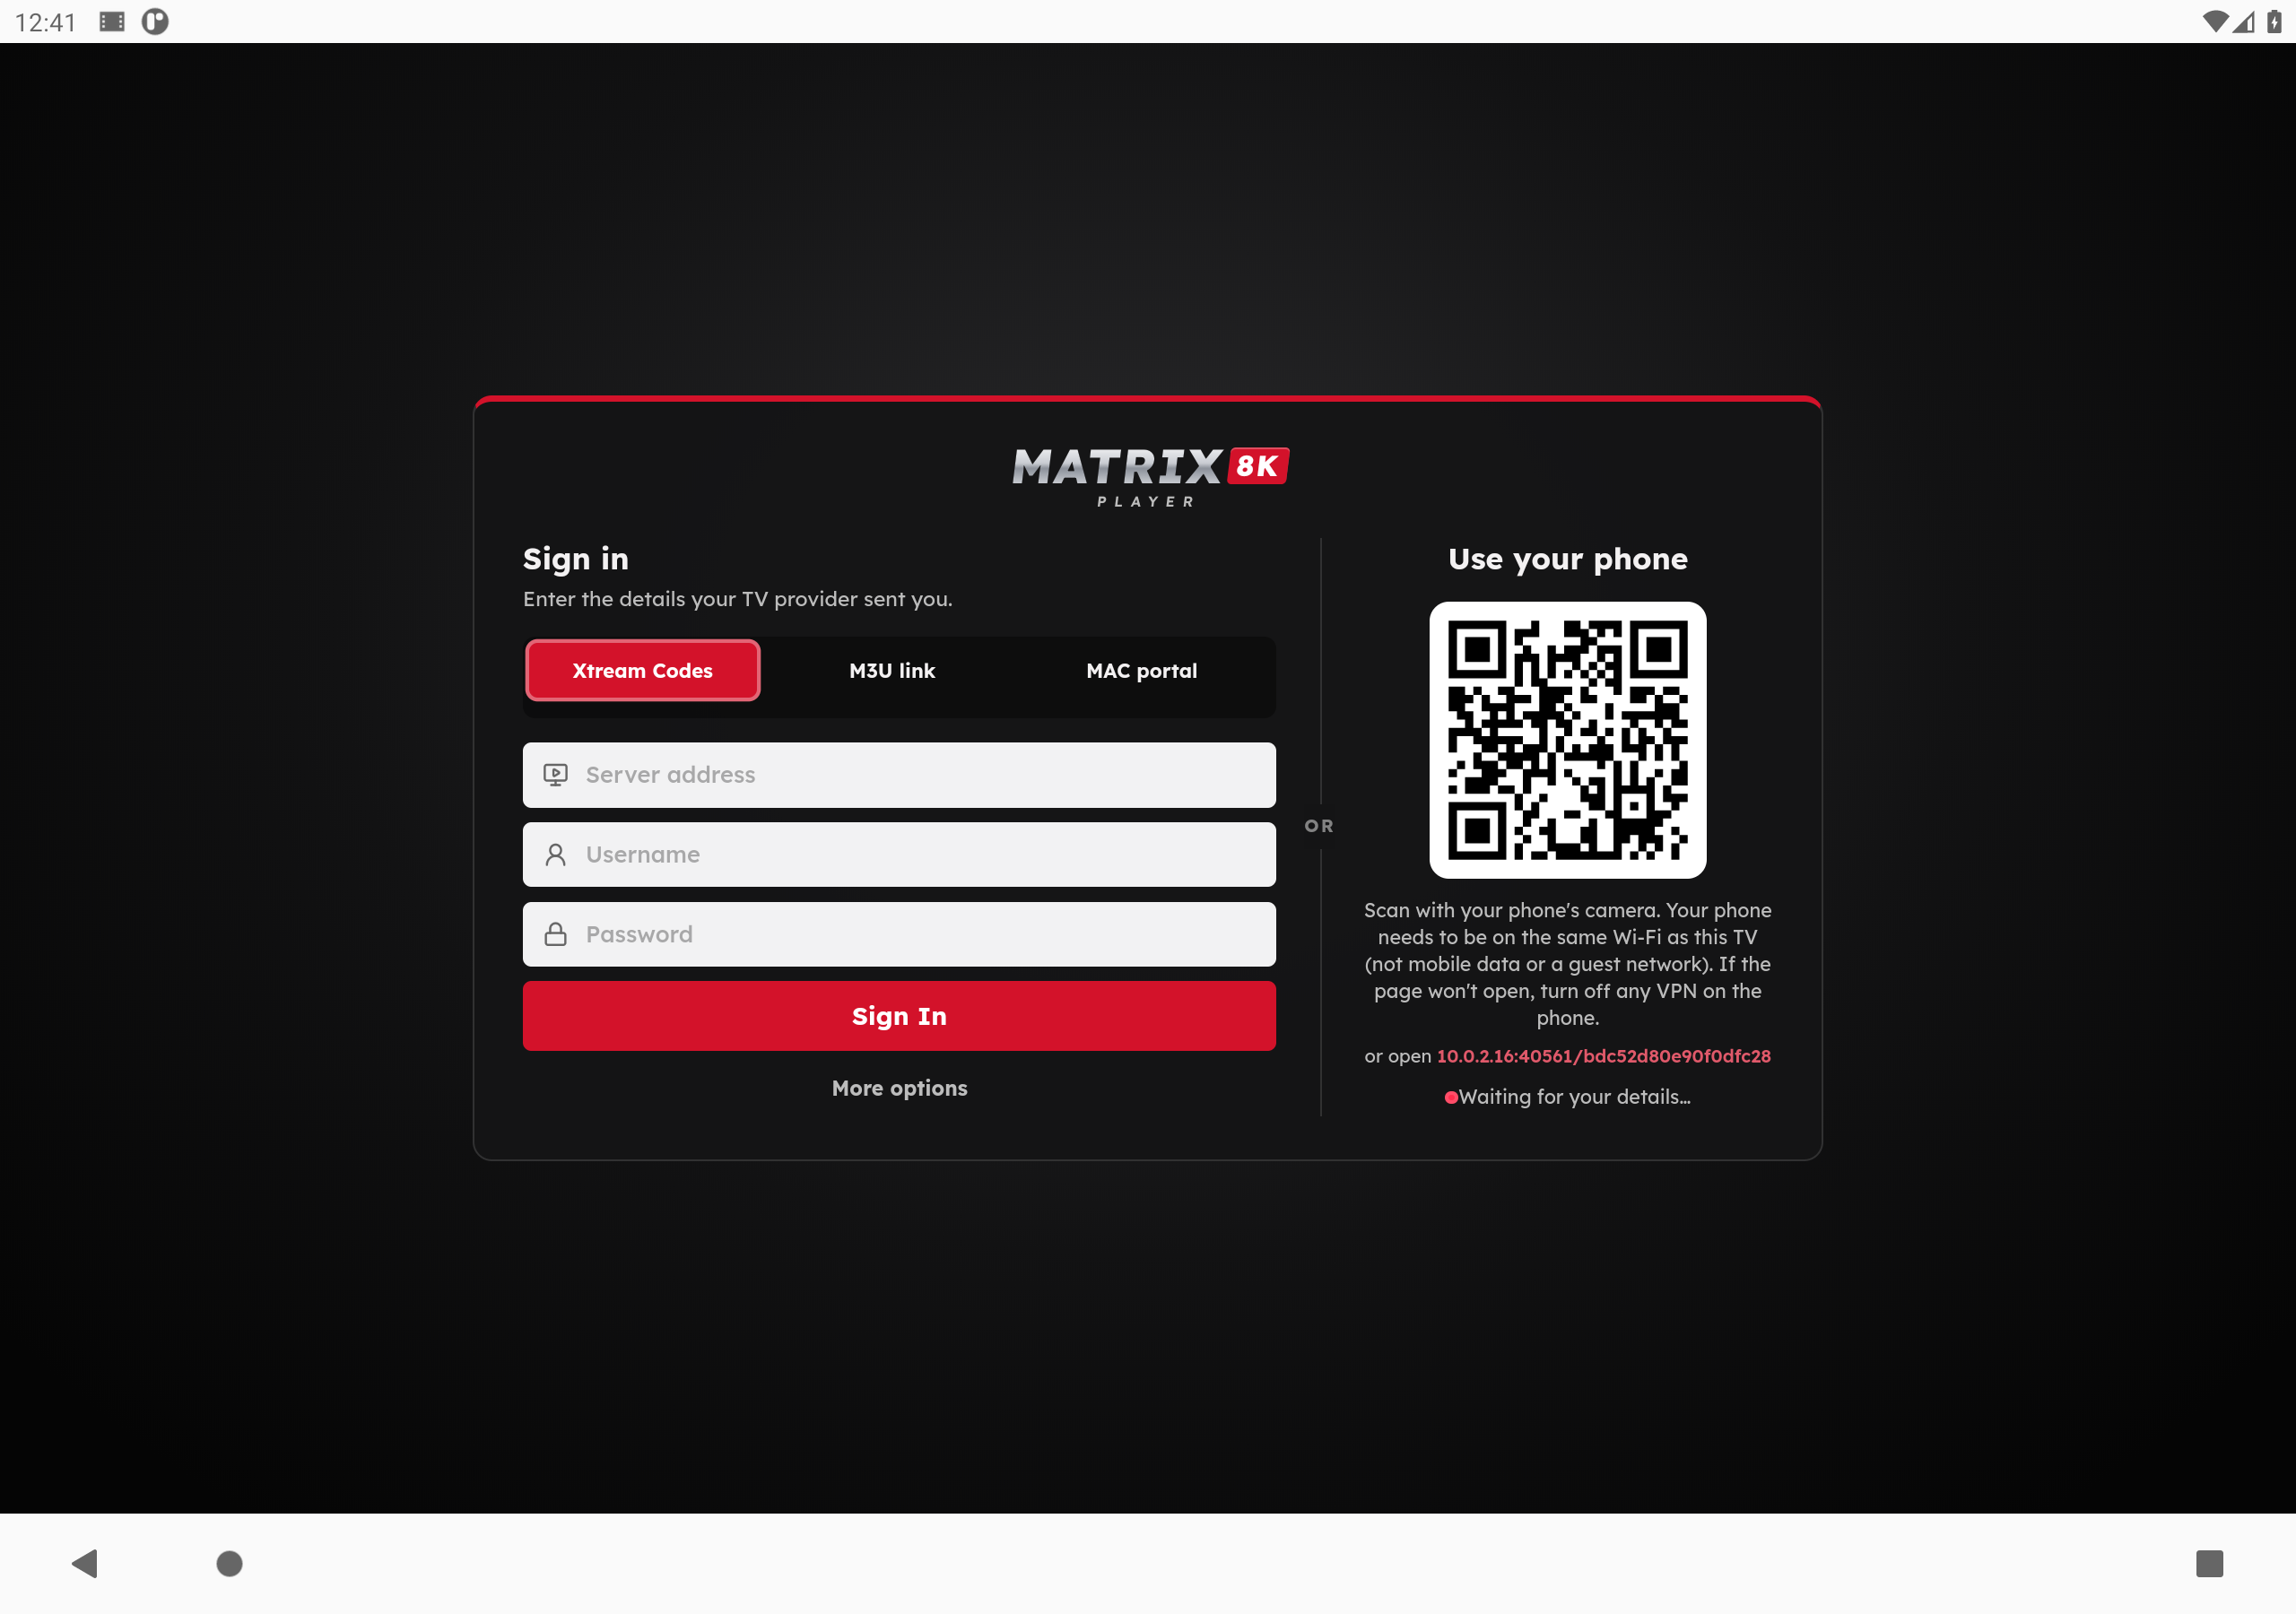 12:41
MATRIX 8K
PLAYER
Sign in
Enter the details your TV provider sent you.
Xtream Codes
M3U link
MAC portal
Server address
Username
Password
Sign In
More options
OR
Use your phone
Scan with your phone's camera. Your phone
needs to be on the same Wi-Fi as this TV
(not mobile data or a guest network). If the
page won't open, turn off any VPN on the
phone.
or open 10.0.2.16:40561/bdc52d80e90f0dfc28
Waiting for your details…